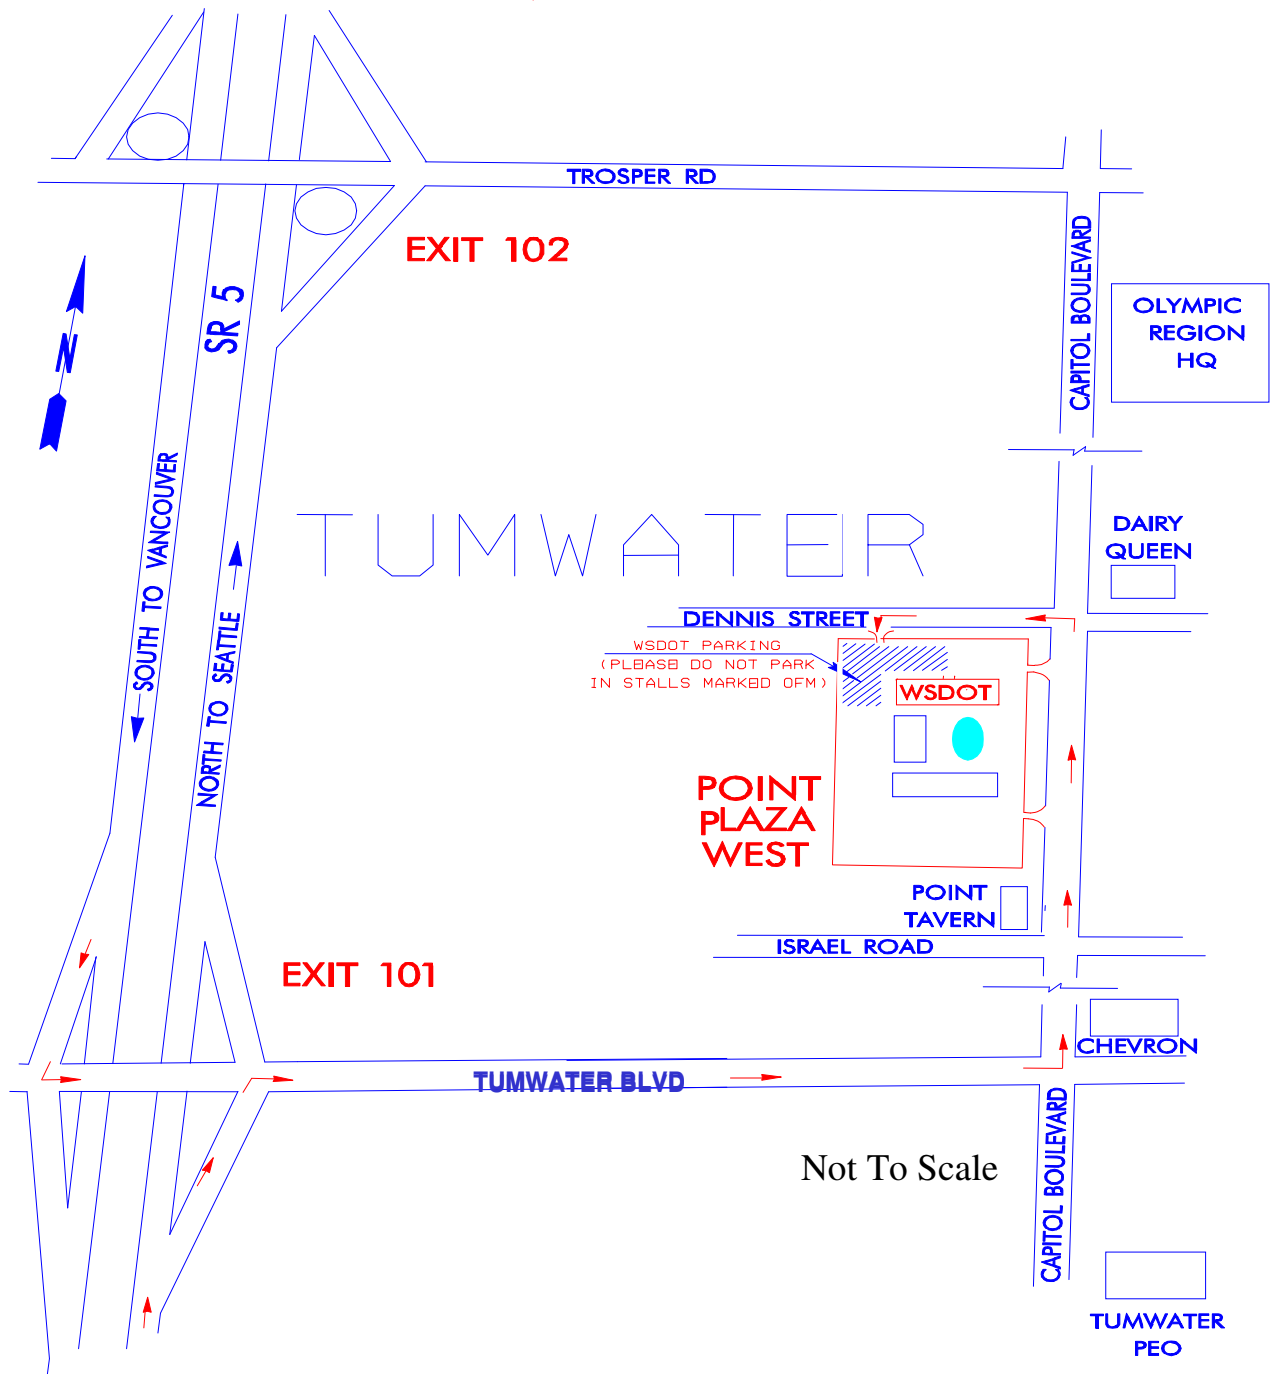 TROSPER RD
EXIT 102
CAPITOL BOULEVARD
SR 5
N
OLYMPIC
REGION
HQ
SOUTH TO VANCOUVER
TUMWATER
DAIRY
QUEEN
NORTH TO SEATTLE
DENNIS STREET
WSDOT PARKING
(PLEASE DO NOT PARK
IN STALLS MARKED OFM)
WSDOT
POINT
PLAZA
WEST
POINT
TAVERN
ISRAEL ROAD
EXIT 101
CHEVRON
TUMWATER BLVD
CAPITOL BOULEVARD
Not To Scale
TUMWATER
PEO